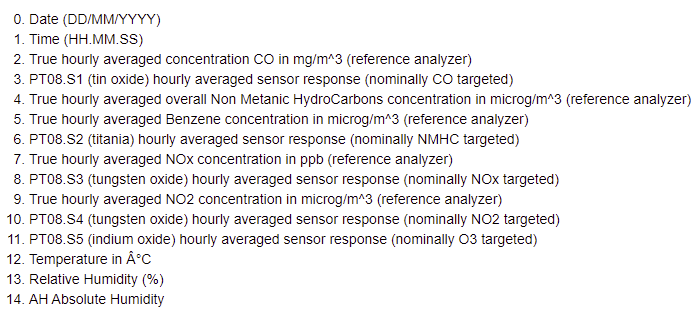 0. Date (DD/MM/YYYY)
1. Time (HH.MM.SS)
2. True hourly averaged concentration CO in mg/m^3 (reference analyzer)
3. PT08.S1 (tin oxide) hourly averaged sensor response (nominally CO targeted)
4. True hourly averaged overall Non Metanic HydroCarbons concentration in microg/m^3 (reference analyzer)
5. True hourly averaged Benzene concentration in microg/m^3 (reference analyzer)
6. PT08.S2 (titania) hourly averaged sensor response (nominally NMHC targeted)
7. True hourly averaged NOx concentration in ppb (reference analyzer)
8. PT08.S3 (tungsten oxide) hourly averaged sensor response (nominally NOx targeted)
9. True hourly averaged NO2 concentration in microg/m^3 (reference analyzer)
10. PT08.S4 (tungsten oxide) hourly averaged sensor response (nominally NO2 targeted)
11. PT08.S5 (indium oxide) hourly averaged sensor response (nominally O3 targeted)
12. Temperature in Â°C
13. Relative Humidity (%)
14. AH Absolute Humidity